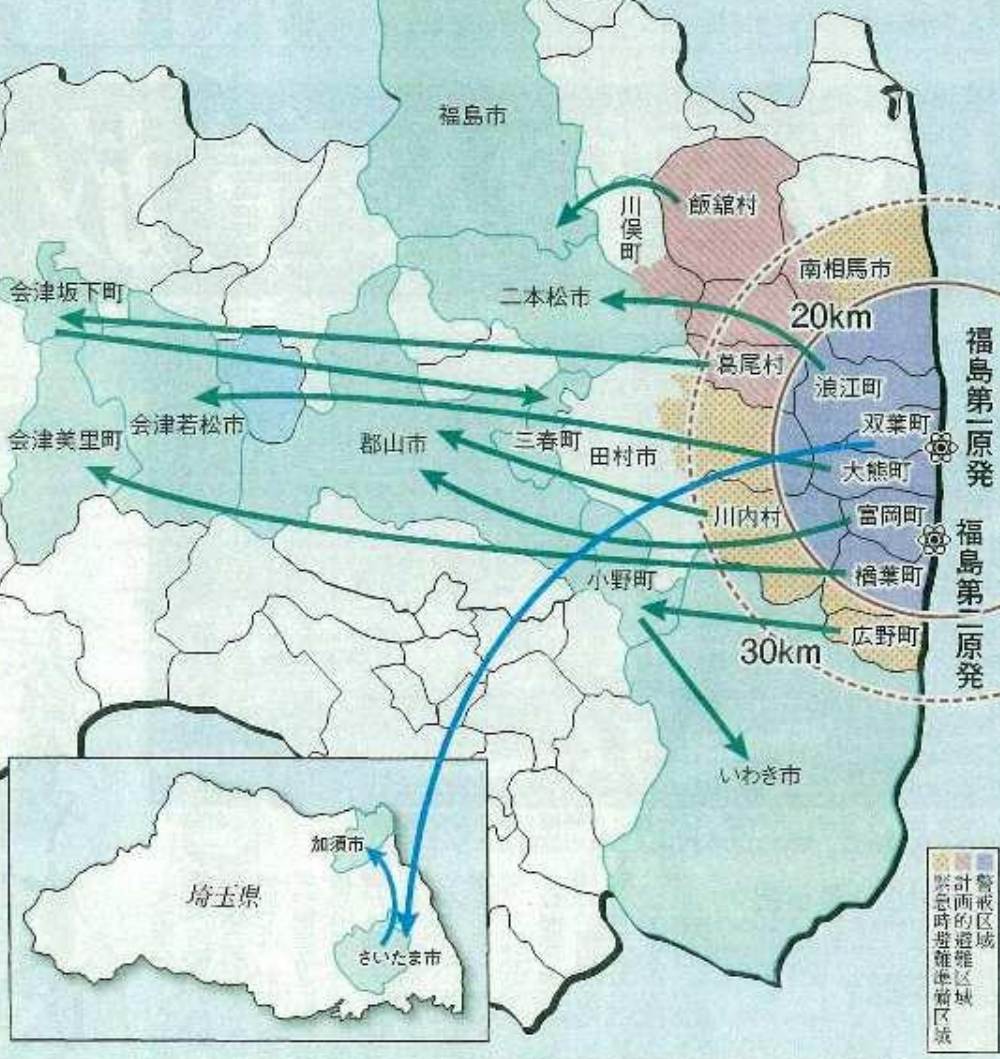 福島市
飯舘村
川俣町
南相馬市
二本松市
会津坂下町
20km
葛尾村
浪江町
福島第一原発
双葉町
会津若松市
会津美里町
郡山市
三春町
田村市
大熊町
川内村
富岡町
福島第二原発
楢葉町
小野町
広野町
30km
いわき市
加須市
埼玉県
さいたま市
警戒区域
計画的避難区域
緊急時避難準備区域